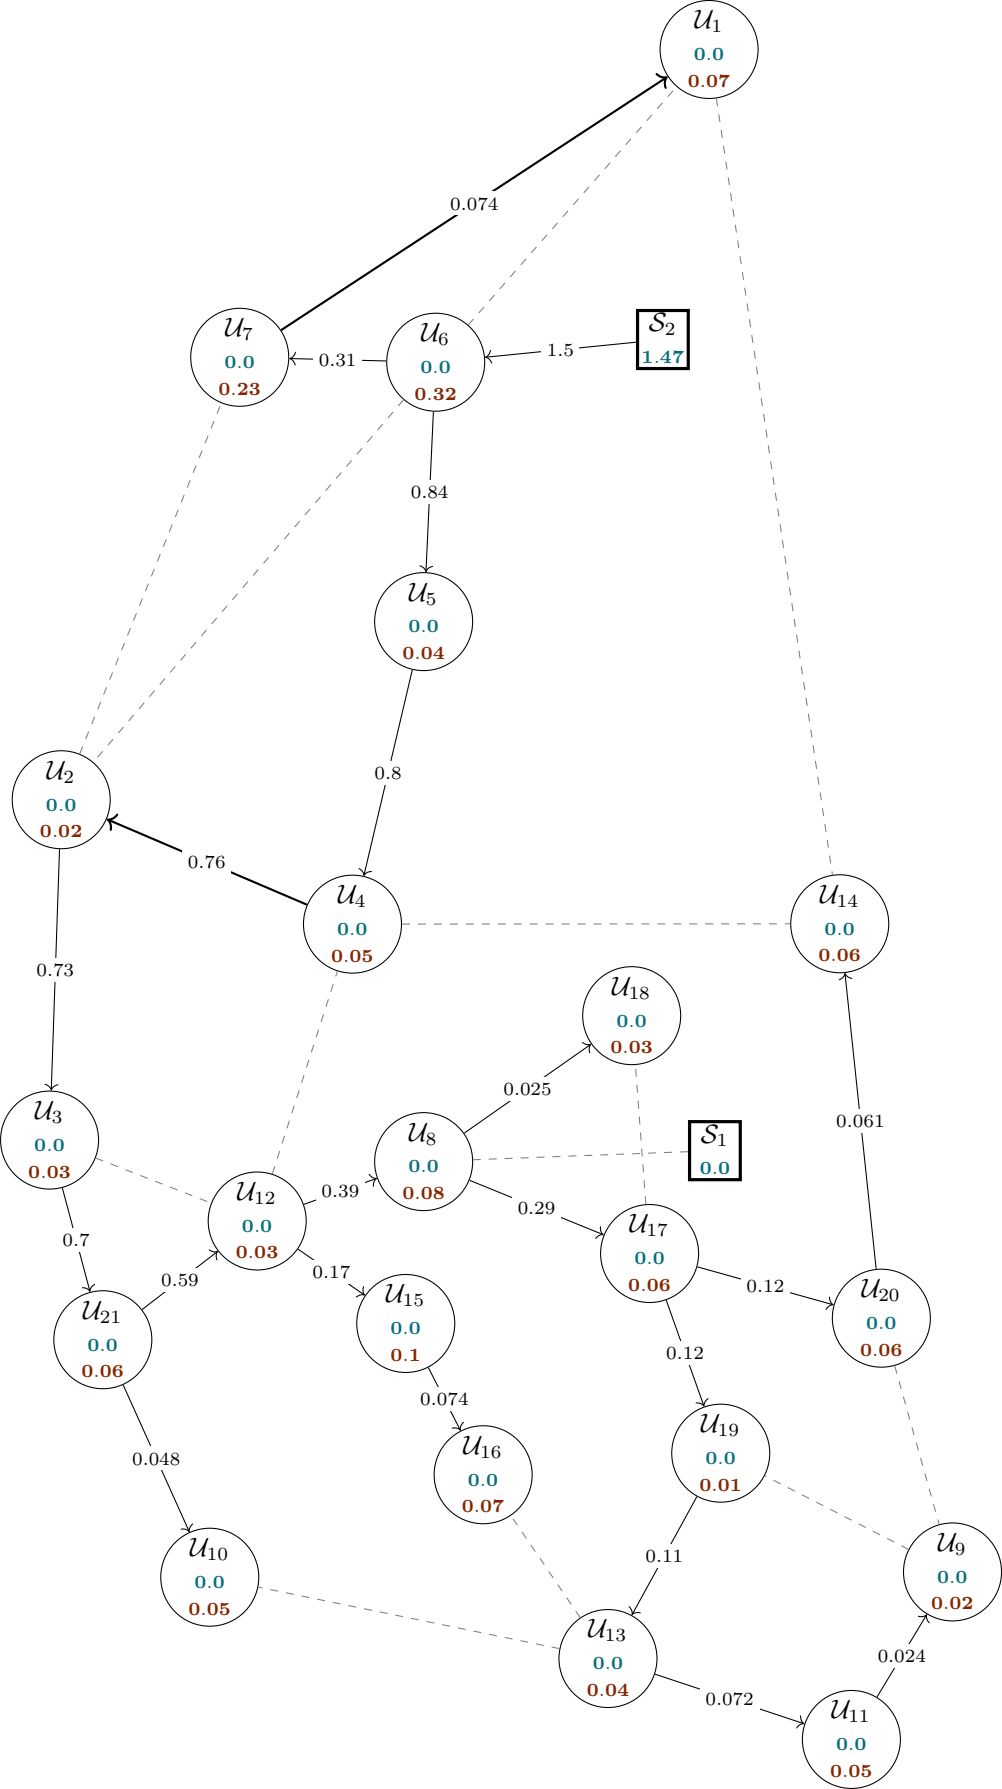 𝒰₁
0.0
0.07
0.074
𝒰₇
0.0
0.23
0.31
𝒰₆
0.0
0.32
1.5
𝒮₂
1.47
0.84
𝒰₅
0.0
0.04
0.8
𝒰₂
0.0
0.02
0.76
𝒰₄
0.0
0.05
𝒰₁₄
0.0
0.06
0.73
𝒰₁₈
0.0
0.03
0.025
0.061
𝒰₃
0.0
0.03
𝒰₈
0.0
0.08
𝒮₁
0.0
𝒰₁₂
0.0
0.03
0.39
0.29
𝒰₁₇
0.0
0.06
0.7
0.59
0.17
0.12
𝒰₂₀
0.0
0.06
𝒰₂₁
0.0
0.06
𝒰₁₅
0.0
0.1
0.12
0.074
𝒰₁₉
0.0
0.01
0.048
𝒰₁₆
0.0
0.07
𝒰₁₀
0.0
0.05
0.11
𝒰₉
0.0
0.02
𝒰₁₃
0.0
0.04
0.024
0.072
𝒰₁₁
0.0
0.05